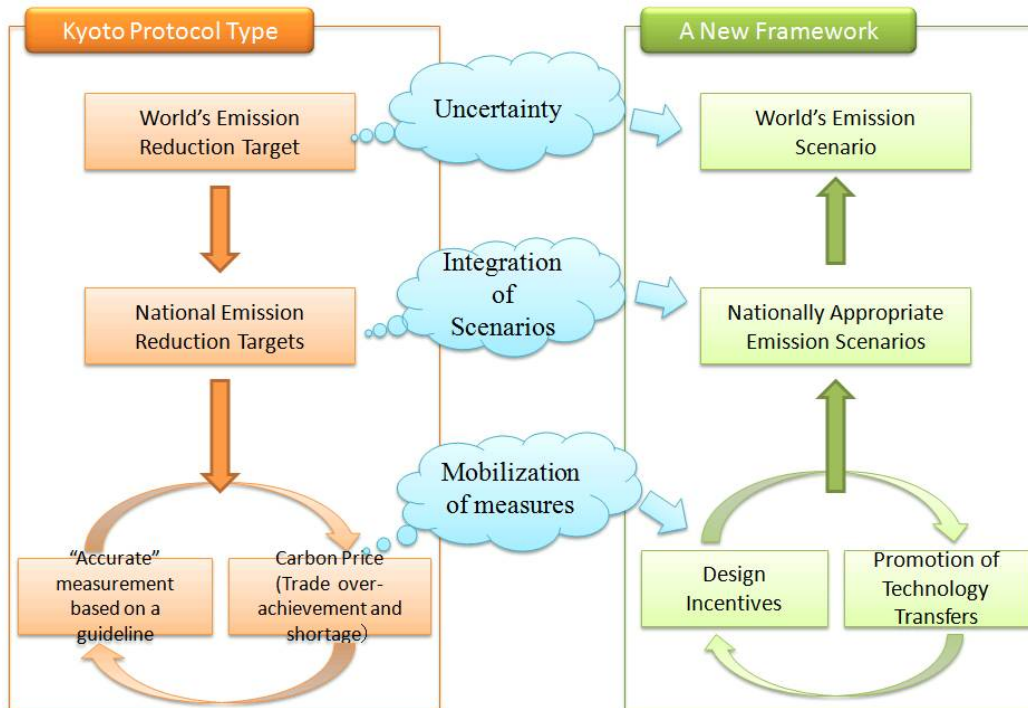 Kyoto Protocol Type
World’s Emission
Reduction Target
National Emission
Reduction Targets
“Accurate”
measurement
based on a
guideline
Carbon Price
(Trade over-
achievement and
shortage）
Uncertainty
Integration
of
Scenarios
Mobilization
of measures
A New Framework
World’s Emission
Scenario
Nationally Appropriate
Emission Scenarios
Design
Incentives
Promotion of
Technology
Transfers